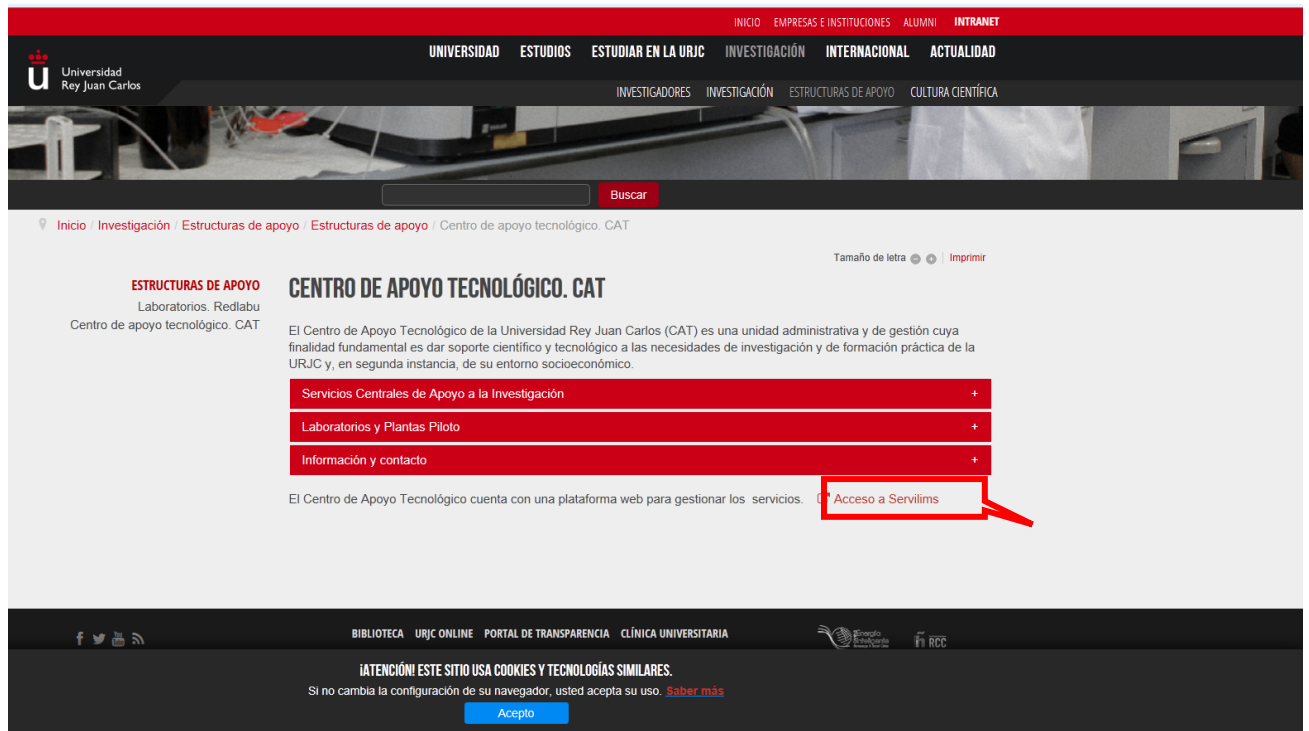 INICIO EMPRESAS E INSTITUCIONES ALUMNI INTRANET
Universidad
Rey Juan Carlos
UNIVERSIDAD ESTUDIOS ESTUDIAR EN LA URJC INVESTIGACIÓN INTERNACIONAL ACTUALIDAD
INVESTIGADORES INVESTIGACIÓN ESTRUCTURAS DE APOYO CULTURA CIENTÍFICA
Buscar
Inicio / Investigación / Estructuras de apoyo / Estructuras de apoyo / Centro de apoyo tecnológico. CAT
Tamaño de letra Imprimir
ESTRUCTURAS DE APOYO
Laboratorios. Redlabu
Centro de apoyo tecnológico. CAT
CENTRO DE APOYO TECNOLÓGICO. CAT
El Centro de Apoyo Tecnológico de la Universidad Rey Juan Carlos (CAT) es una unidad administrativa y de gestión cuya
finalidad fundamental es dar soporte científico y tecnológico a las necesidades de investigación y de formación práctica de la
URJC y, en segunda instancia, de su entorno socioeconómico.
Servicios Centrales de Apoyo a la Investigación +
Laboratorios y Plantas Piloto +
Información y contacto +
El Centro de Apoyo Tecnológico cuenta con una plataforma web para gestionar los servicios. Acceso a Servilims
BIBLIOTECA URJC ONLINE PORTAL DE TRANSPARENCIA CLÍNICA UNIVERSITARIA
Energía
Inteligente
RCC
¡ATENCIÓN! ESTE SITIO USA COOKIES Y TECNOLOGÍAS SIMILARES.
Si no cambia la configuración de su navegador, usted acepta su uso. Saber más
Acepto